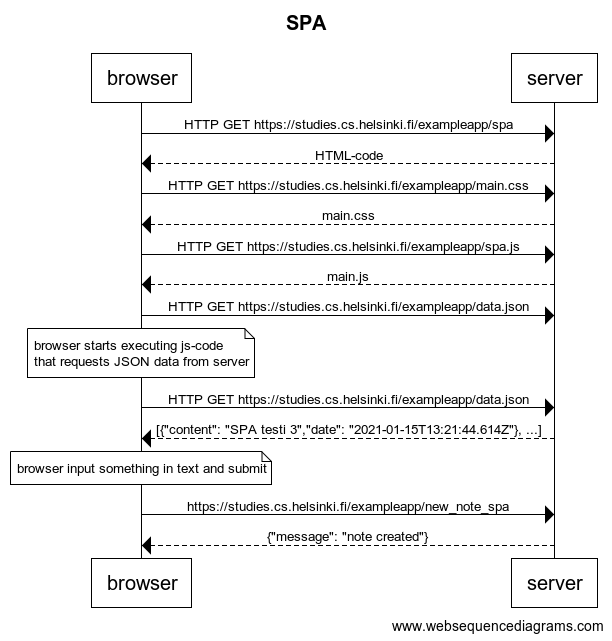 SPA
browser
server
HTTP GET https://studies.cs.helsinki.fi/exampleapp/spa
HTML-code
HTTP GET https://studies.cs.helsinki.fi/exampleapp/main.css
main.css
HTTP GET https://studies.cs.helsinki.fi/exampleapp/spa.js
main.js
HTTP GET https://studies.cs.helsinki.fi/exampleapp/data.json
browser starts executing js-code
that requests JSON data from server
HTTP GET https://studies.cs.helsinki.fi/exampleapp/data.json
[{"content": "SPA testi 3","date": "2021-01-15T13:21:44.614Z"}, ...]
browser input something in text and submit
https://studies.cs.helsinki.fi/exampleapp/new_note_spa
{"message": "note created"}
browser
server
www.websequencediagrams.com